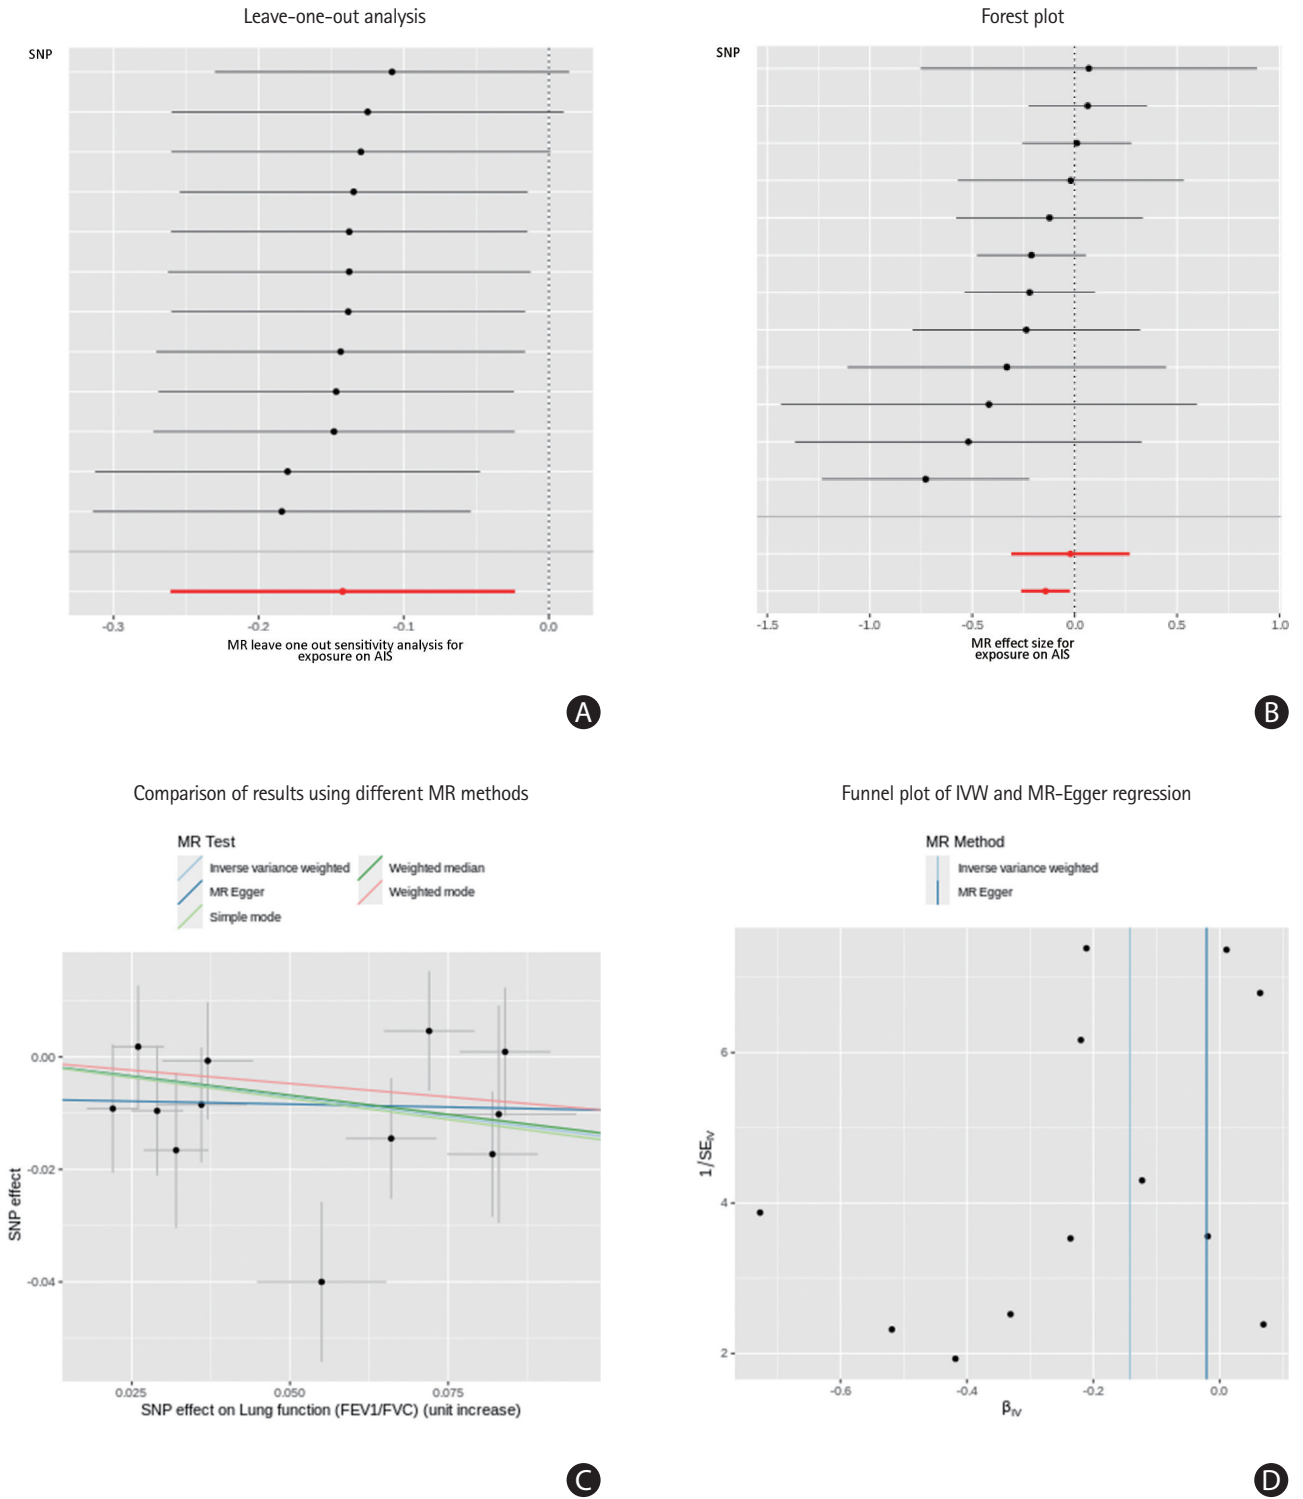 Leave-one-out analysis
SNP
-0.3 -0.2 -0.1 0.0
MR leave one out sensitivity analysis for
exposure on AIS
A
Forest plot
SNP
-1.5 -1.0 -0.5 0.0 0.5 1.0
MR effect size for
exposure on AIS
B
Comparison of results using different MR methods
MR Test
Inverse variance weighted Weighted median
MR Egger Weighted mode
Simple mode
0.00
-0.02
-0.04
SNP effect
0.025 0.050 0.075
SNP effect on Lung function (FEV1/FVC) (unit increase)
C
Funnel plot of IVW and MR-Egger regression
MR Method
Inverse variance weighted
MR Egger
6
4
2
1/SE_IV
-0.6 -0.4 -0.2 0.0
β_IV
D